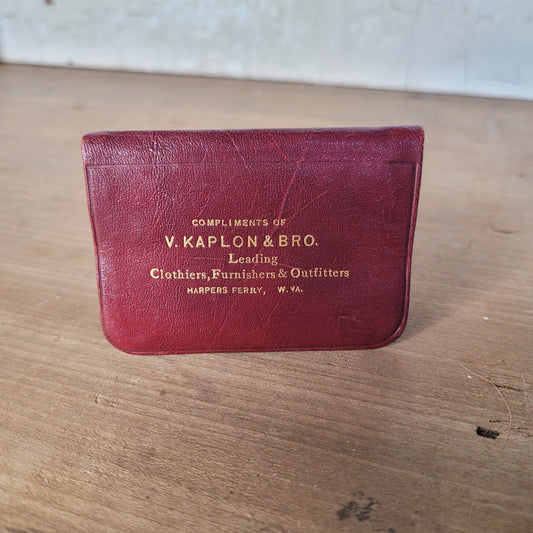 COMPLIMENTS OF
V. KAPLON & BRO.
Leading
Clothiers, Furnishers & Outfitters
HARPERS FERRY, W. VA.